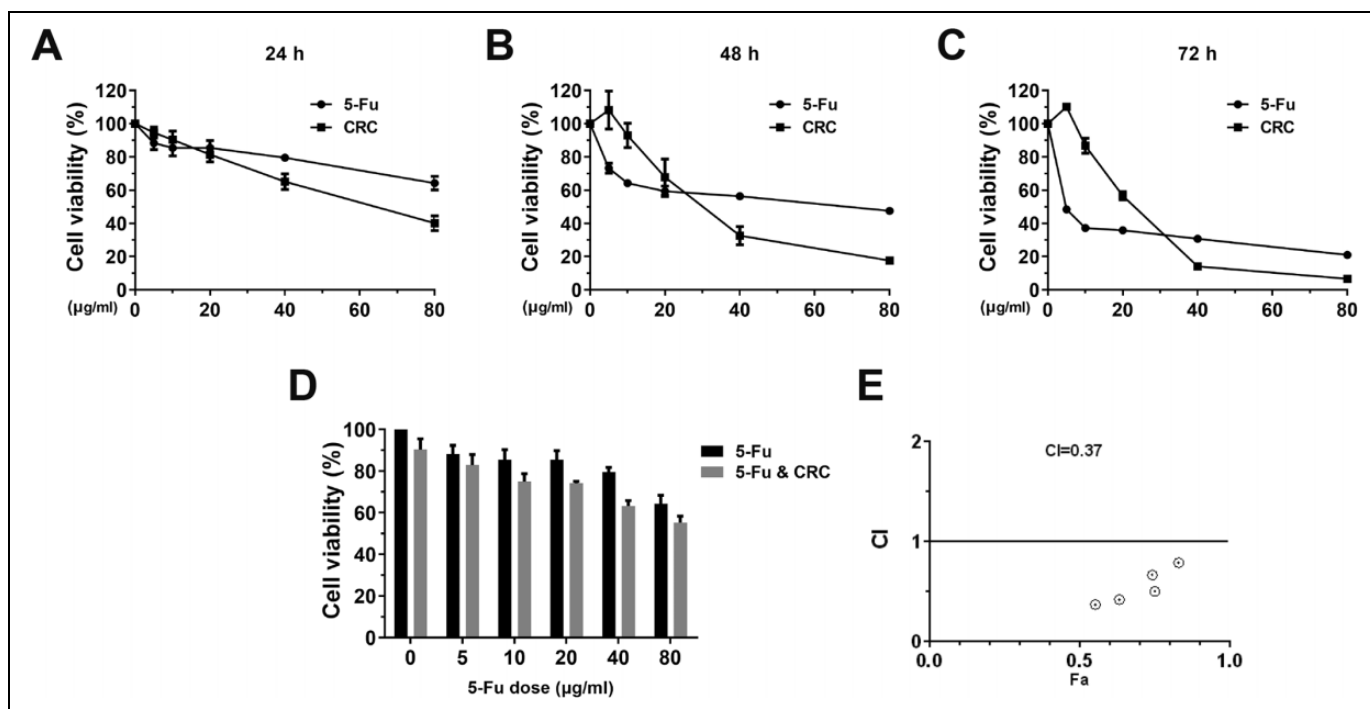 A
24 h
Cell viability (%)
120
100
80
60
40
20
0
5-Fu
CRC
(µg/ml)
0
20
40
60
80
B
48 h
Cell viability (%)
120
100
80
60
40
20
0
5-Fu
CRC
(µg/ml)
0
20
40
60
80
C
72 h
Cell viability (%)
120
100
80
60
40
20
0
5-Fu
CRC
(µg/ml)
0
20
40
60
80
D
Cell viability (%)
100
80
60
40
20
0
5-Fu
5-Fu & CRC
0
5
10
20
40
80
5-Fu dose (µg/ml)
E
CI=0.37
CI
2
1
0
0.0
0.5
1.0
Fa